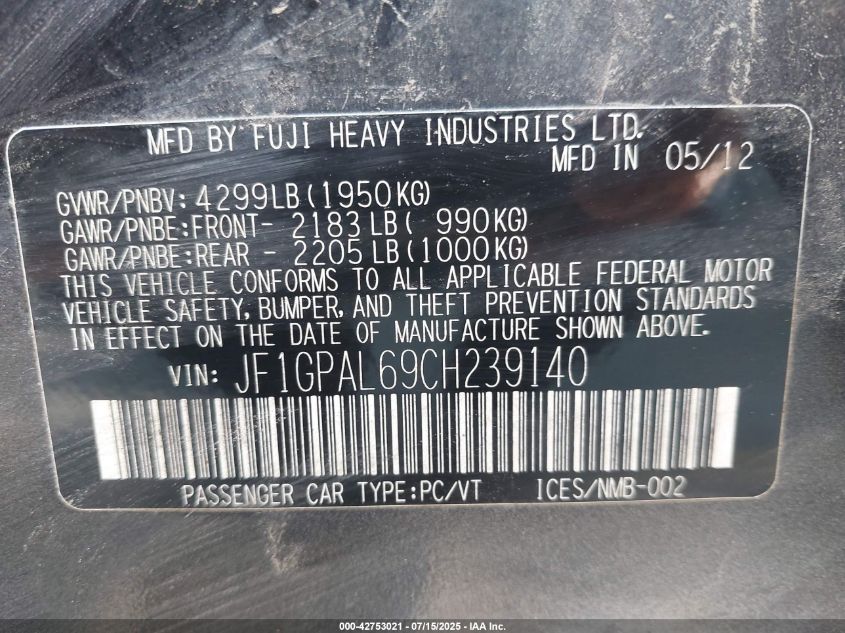 MFD BY FUJI HEAVY INDUSTRIES LTD.
MFD IN 05/12
GVWR/PNBV: 4299LB (1950KG)
GAWR/PNBE:FRONT- 2183 LB ( 990KG)
GAWR/PNBE:REAR - 2205 LB (1000KG)
THIS VEHICLE CONFORMS TO ALL APPLICABLE FEDERAL MOTOR
VEHICLE SAFETY, BUMPER, AND THEFT PREVENTION STANDARDS
IN EFFECT ON THE DATE OF MANUFACTURE SHOWN ABOVE.
VIN: JF1GPAL69CH239140
PASSENGER CAR TYPE:PC/VT ICES/NMB-002
000-42753021 - 07/15/2025 - IAA Inc.